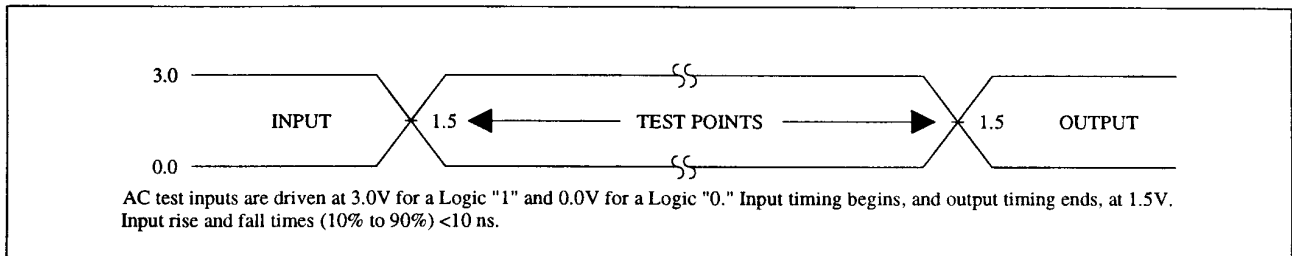 3.0
INPUT 1.5 TEST POINTS 1.5 OUTPUT
0.0
AC test inputs are driven at 3.0V for a Logic "1" and 0.0V for a Logic "0." Input timing begins, and output timing ends, at 1.5V.
Input rise and fall times (10% to 90%) <10 ns.